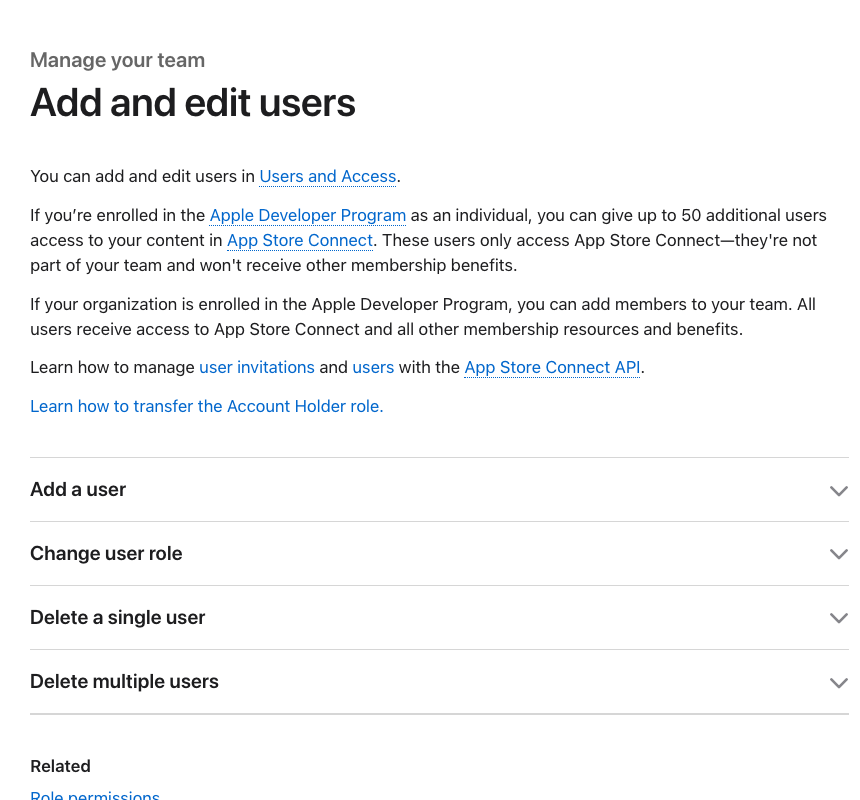 Manage your team
Add and edit users
You can add and edit users in Users and Access.
If you’re enrolled in the Apple Developer Program as an individual, you can give up to 50 additional users
access to your content in App Store Connect. These users only access App Store Connect—they're not
part of your team and won't receive other membership benefits.
If your organization is enrolled in the Apple Developer Program, you can add members to your team. All
users receive access to App Store Connect and all other membership resources and benefits.
Learn how to manage user invitations and users with the App Store Connect API.
Learn how to transfer the Account Holder role.
Add a user
Change user role
Delete a single user
Delete multiple users
Related
Role permissions